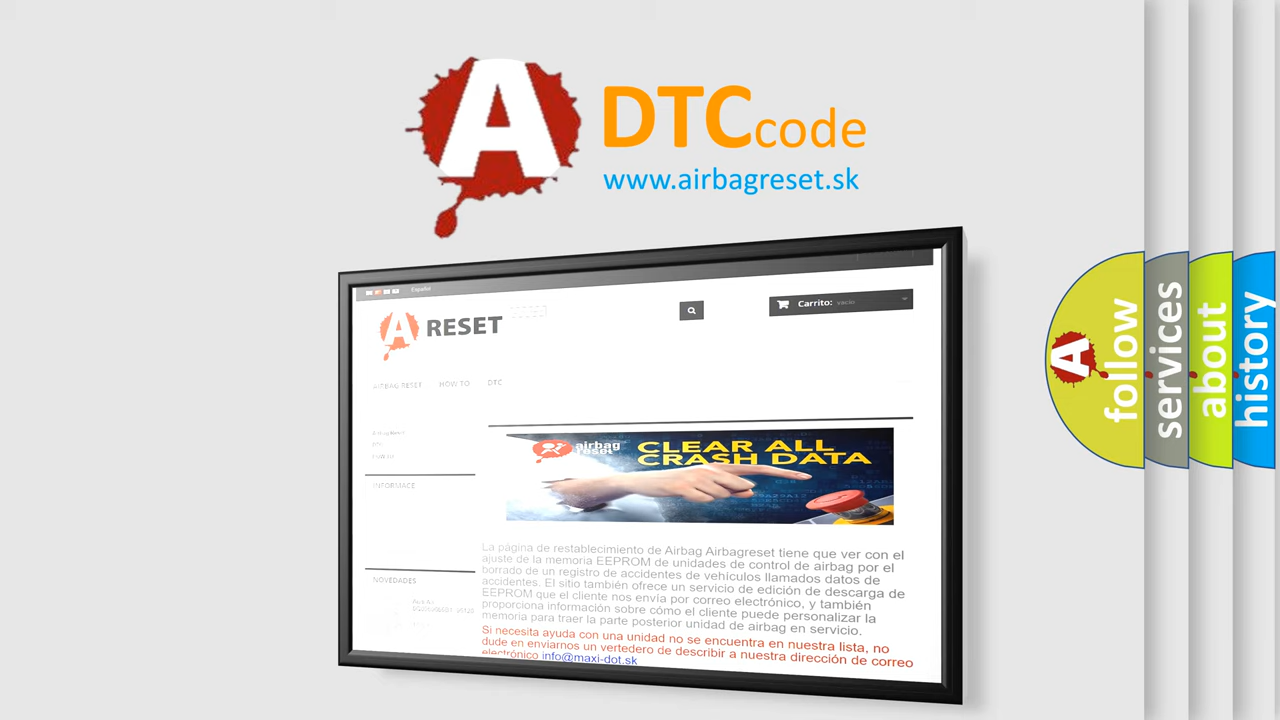 A DTC code
www.airbagreset.sk
Español
A RESET
Carrito: vacío
AIRBAG RESET HOW TO DTC
INFORMACE
airbag
reset
CLEAR ALL
CRASH DATA
La página de restablecimiento de Airbag Airbagreset tiene que ver con el
ajuste de la memoria EEPROM de unidades de control de airbag por el
borrado de un registro de accidentes de vehículos llamados datos de
accidentes. El sitio también ofrece un servicio de edición de descarga de
EEPROM que el cliente nos envía por correo electrónico, y también
proporciona información sobre cómo el cliente puede personalizar la
memoria para traer la parte posterior unidad de airbag en servicio.
Si necesita ayuda con una unidad no se encuentra en nuestra lista, no
dude en enviarnos un vertedero de describir a nuestra dirección de correo
electrónico info@maxi-dot.sk
NOVEDADES
A
follow
services
about
history